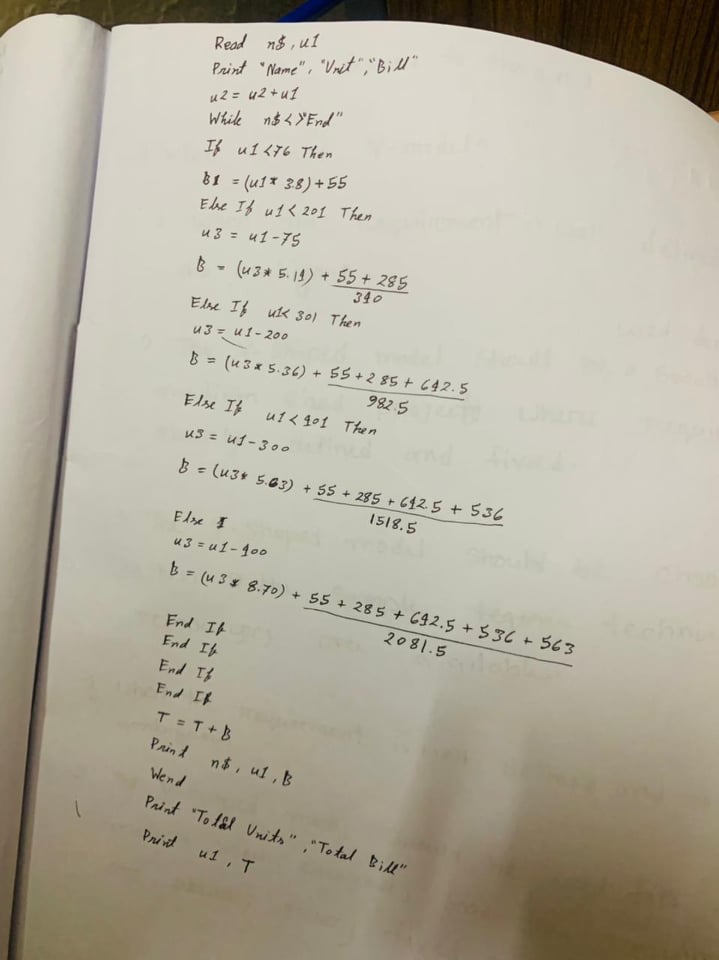 Read n$, u1
Print "Name", "Unit", "Bill"
u2 = u2 + u1
While n$ <> "End"
If u1 < 76 Then
B1 = (u1 * 3.8) + 55
Else If u1 < 201 Then
u3 = u1 - 75
B = (u3 * 5.14) + 55 + 285
340
Else If u1 < 301 Then
u3 = u1 - 200
B = (u3 * 5.36) + 55 + 285 + 642.5
982.5
Else If u1 < 401 Then
u3 = u1 - 300
B = (u3 * 5.63) + 55 + 285 + 642.5 + 536
1518.5
Else
u3 = u1 - 400
B = (u3 * 8.70) + 55 + 285 + 642.5 + 536 + 563
2081.5
End If
End If
End If
End If
T = T + B
Print n$, u1, B
Wend
Print "Total Units", "Total Bill"
Print u1, T